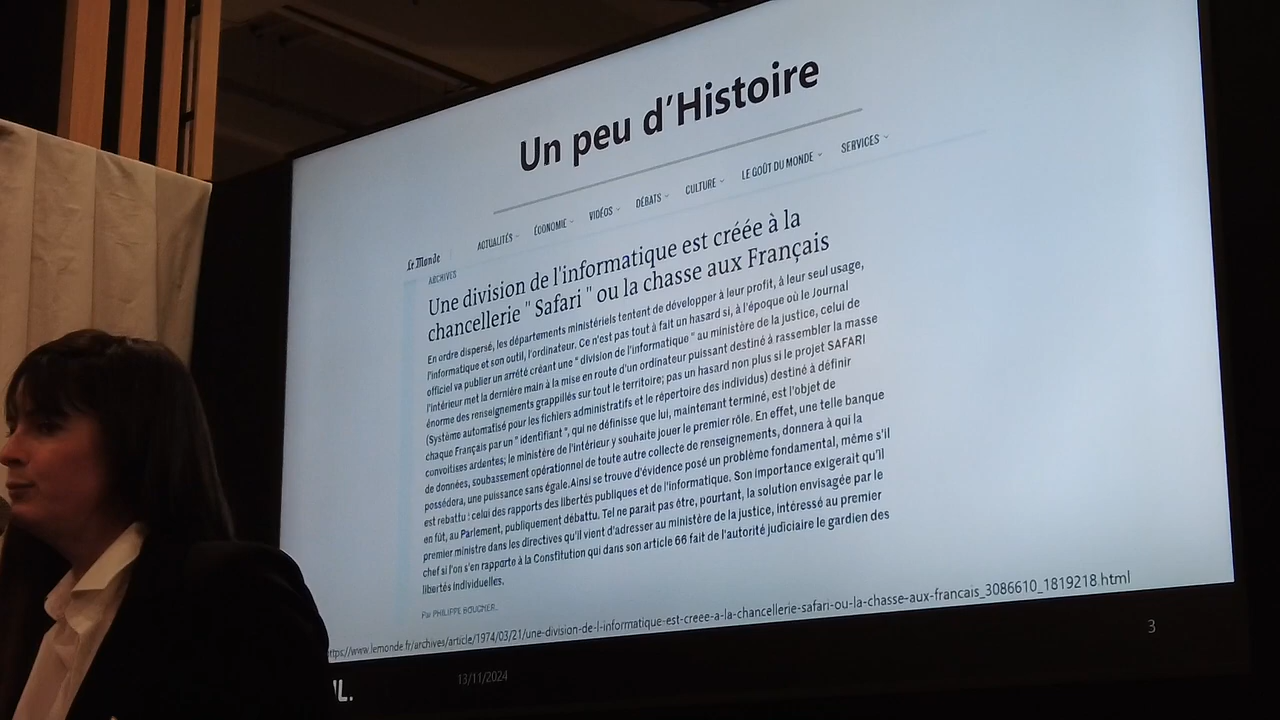 Un peu d'Histoire
Le Monde
ACTUALITÉS
ÉCONOMIE
VIDÉOS
DÉBATS
CULTURE
LE GOÛT DU MONDE
SERVICES
ARCHIVES
Une division de l'informatique est créée à la
chancellerie " Safari " ou la chasse aux Français
En ordre dispersé, les départements ministériels tentent de développer à leur profit, à leur seul usage,
l'informatique et son outil, l'ordinateur. Ce n'est pas tout à fait un hasard si, à l'époque où le Journal
officiel va publier un arrêté créant une " division de l'informatique " au ministère de la justice, celui de
l'intérieur met la dernière main à la mise en route d'un ordinateur puissant destiné à rassembler la masse
énorme des renseignements grappillés sur tout le territoire; pas un hasard non plus si le projet SAFARI
(Système automatisé pour les fichiers administratifs et le répertoire des individus) destiné à définir
chaque Français par un " identifiant ", qui ne définisse que lui, maintenant terminé, est l'objet de
convoitises ardentes; le ministère de l'intérieur y souhaite jouer le premier rôle. En effet, une telle banque
de données, soubassement opérationnel de toute autre collecte de renseignements, donnera à qui la
possédera, une puissance sans égale.Ainsi se trouve d'évidence posé un problème fondamental, même s'il
est rebattu : celui des rapports des libertés publiques et de l'informatique. Son importance exigerait qu'il
en fût, au Parlement, publiquement débattu. Tel ne paraît pas être, pourtant, la solution envisagée par le
premier ministre dans les directives qu'il vient d'adresser au ministère de la justice, intéressé au premier
chef si l'on s'en rapporte à la Constitution qui dans son article 66 fait de l'autorité judiciaire le gardien des
libertés individuelles.
Par PHILIPPE BOUCHER.
ttps://www.lemonde.fr/archives/article/1974/03/21/une-division-de-l-informatique-est-creee-a-la-chancellerie-safari-ou-la-chasse-aux-francais_3086610_1819218.html
IL.
13/11/2024
3